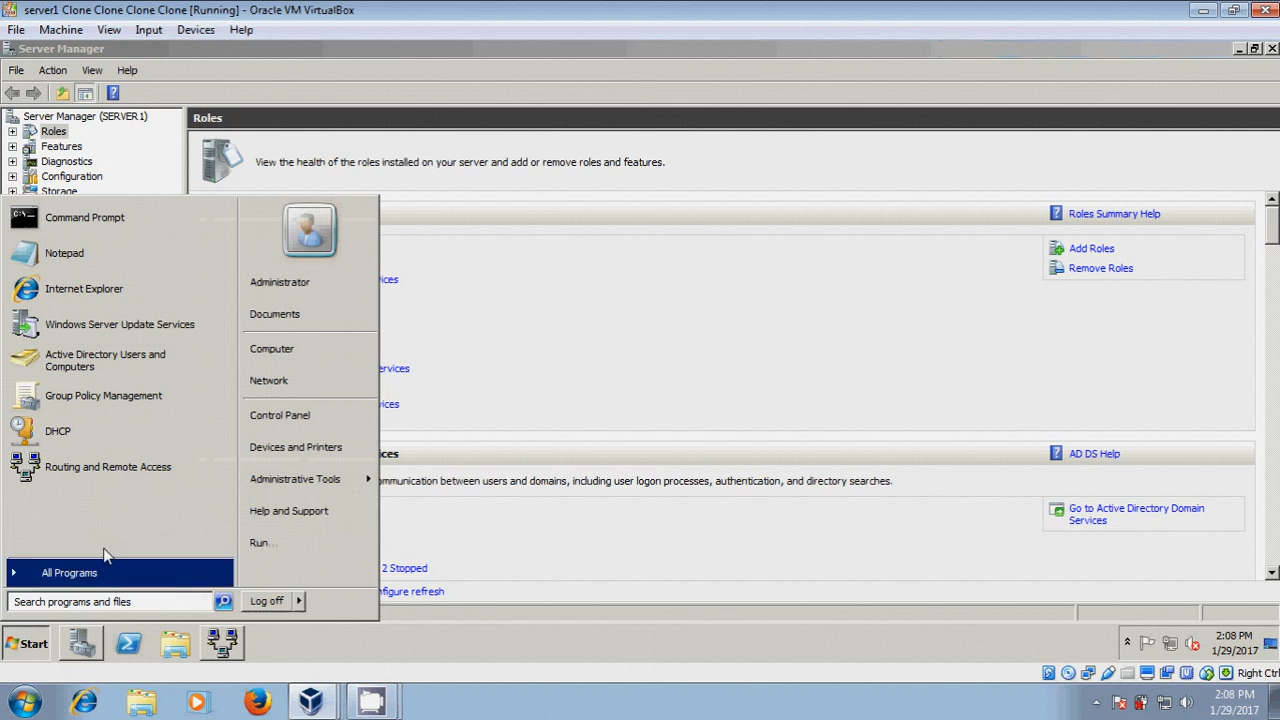 server1 Clone Clone Clone Clone [Running] - Oracle VM VirtualBox
File Machine View Input Devices Help
Server Manager
File Action View Help
Server Manager (SERVER1)
Roles
Features
Diagnostics
Configuration
Storage
Roles
View the health of the roles installed on your server and add or remove roles and features.
Roles Summary Help
Add Roles
Remove Roles
AD DS Help
Go to Active Directory Domain
Services
2 Stopped
Command Prompt
Notepad
Internet Explorer
Windows Server Update Services
Active Directory Users and
Computers
Group Policy Management
DHCP
Routing and Remote Access
All Programs
Search programs and files
Administrator
Documents
Computer
Network
Control Panel
Devices and Printers
Administrative Tools
Help and Support
Run...
Log off
between users and domains, including user logon processes, authentication, and directory searches.
refresh
Start
2:08 PM
1/29/2017
Right Ctrl
2:08 PM
1/29/2017